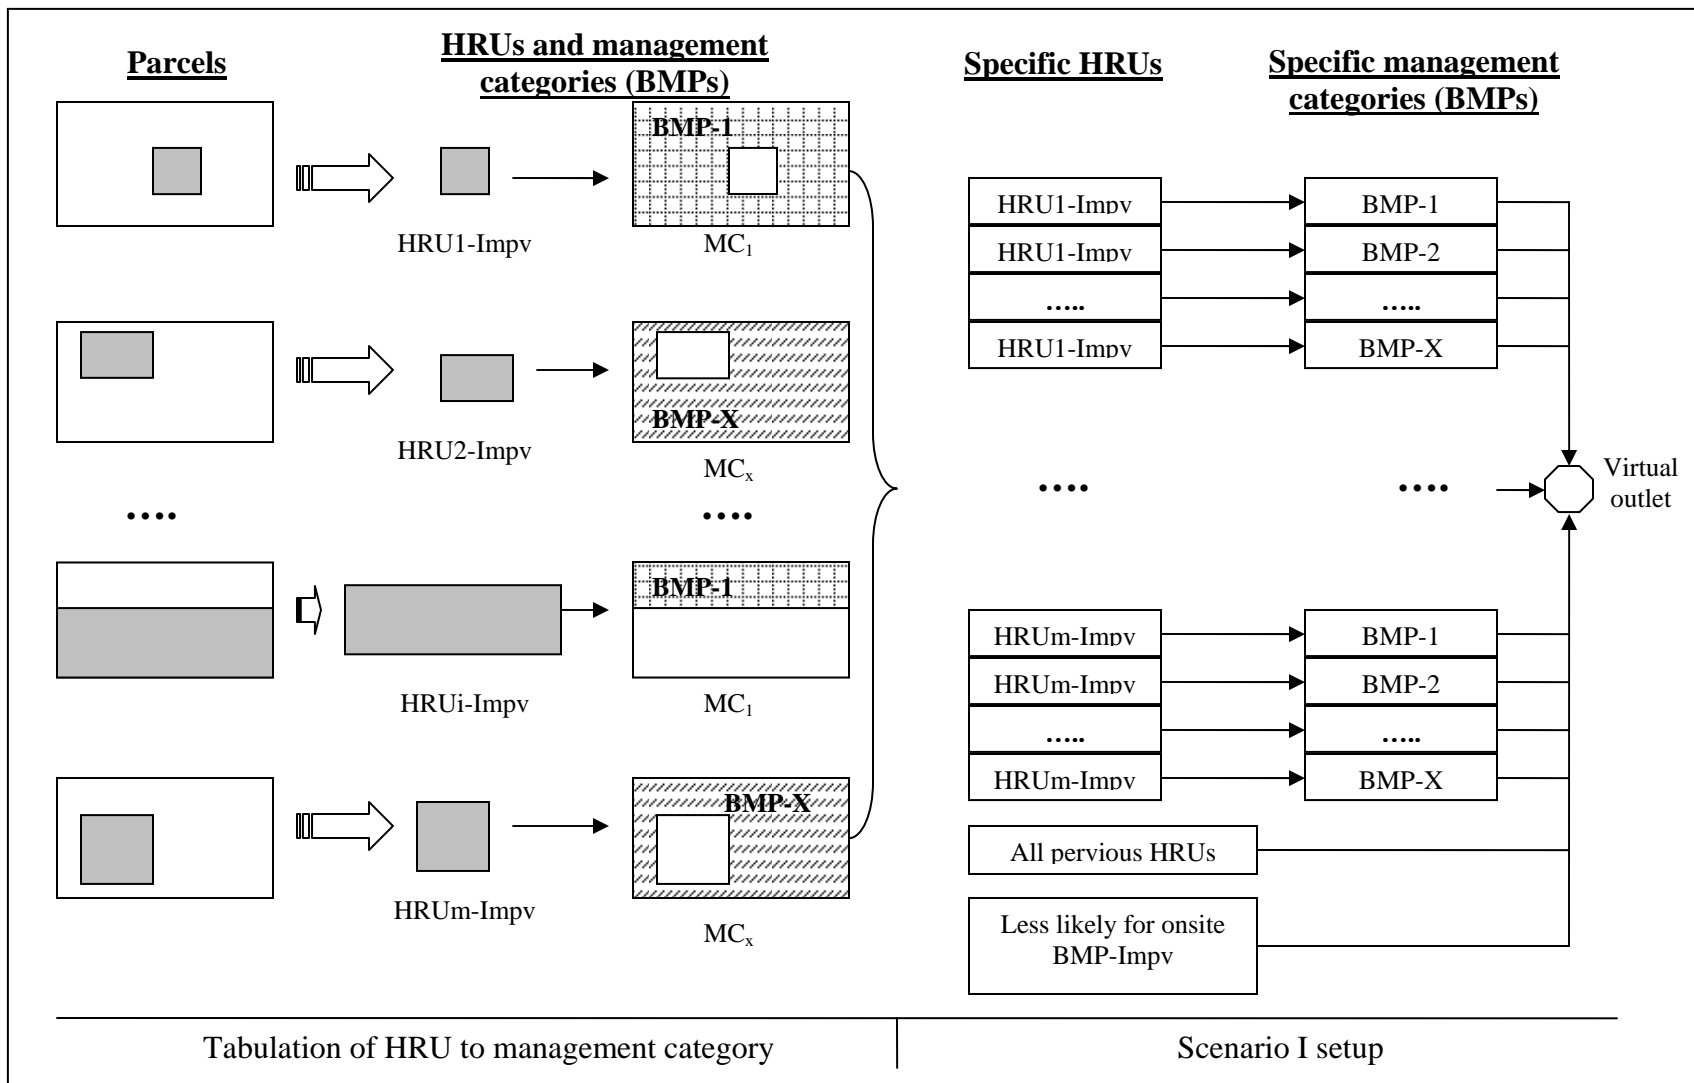 Parcels
HRUs and management
categories (BMPs)
Specific HRUs
Specific management
categories (BMPs)
BMP-1
HRU1-Impv
MC1
BMP-X
HRU2-Impv
MCx
....
....
BMP-1
HRUi-Impv
MC1
BMP-X
HRUm-Impv
MCx
HRU1-Impv
BMP-1
HRU1-Impv
BMP-2
.....
.....
HRU1-Impv
BMP-X
....
....
Virtual
outlet
HRUm-Impv
BMP-1
HRUm-Impv
BMP-2
.....
.....
HRUm-Impv
BMP-X
All pervious HRUs
Less likely for onsite
BMP-Impv
Tabulation of HRU to management category
Scenario I setup